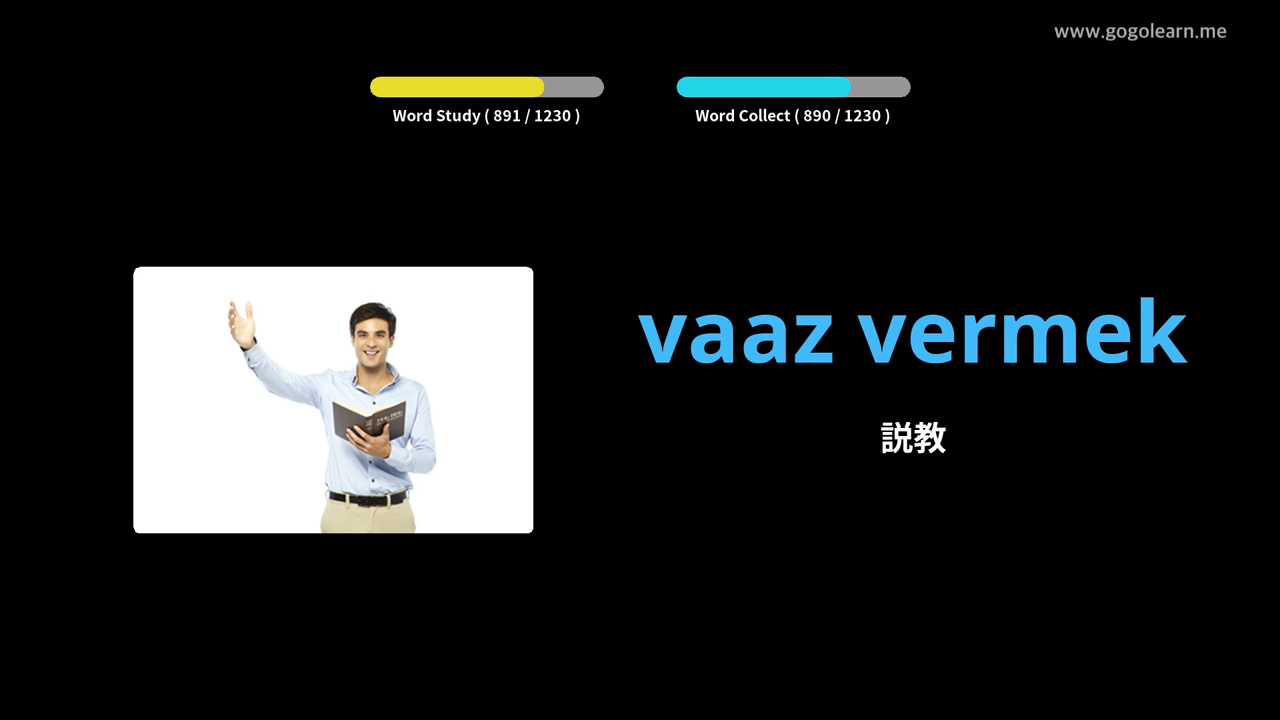 www.gogolearn.me
Word Study ( 891 / 1230 )
Word Collect ( 890 / 1230 )
vaaz vermek
説教